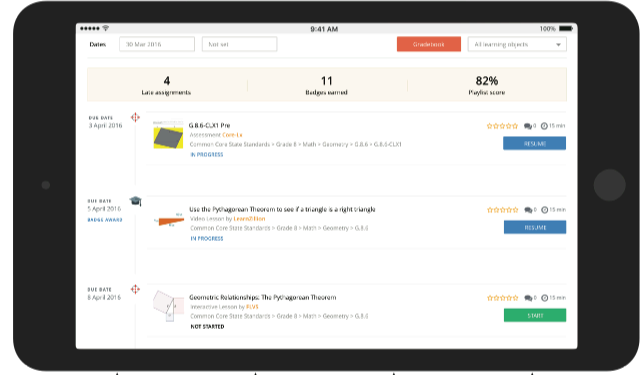 9:41 AM
100%
Dates
30 Mar 2016
Not set
Gradebook
All learning objects
4
11
82%
Late assignments
Badges earned
Playlist score
DUE DATE
3 April 2016
G.8.6-CLX1 Pre
Assessment Core-Lx
Common Core State Standards > Grade 8 > Math > Geometry > G.8.6 > G.8.6-CLX1
IN PROGRESS
0
15 min
RESUME
DUE DATE
5 April 2016
BADGE AWARD
Use the Pythagorean Theorem to see if a triangle is a right triangle
Video Lesson by LearnZillion
Common Core State Standards > Grade 8 > Math > Geometry > G.8.6
IN PROGRESS
0
15 min
RESUME
DUE DATE
8 April 2016
Geometric Relationships: The Pythagorean Theorem
Interactive Lesson by FLVS
Common Core State Standards > Grade 8 > Math > Geometry > G.8.6
NOT STARTED
0
15 min
START